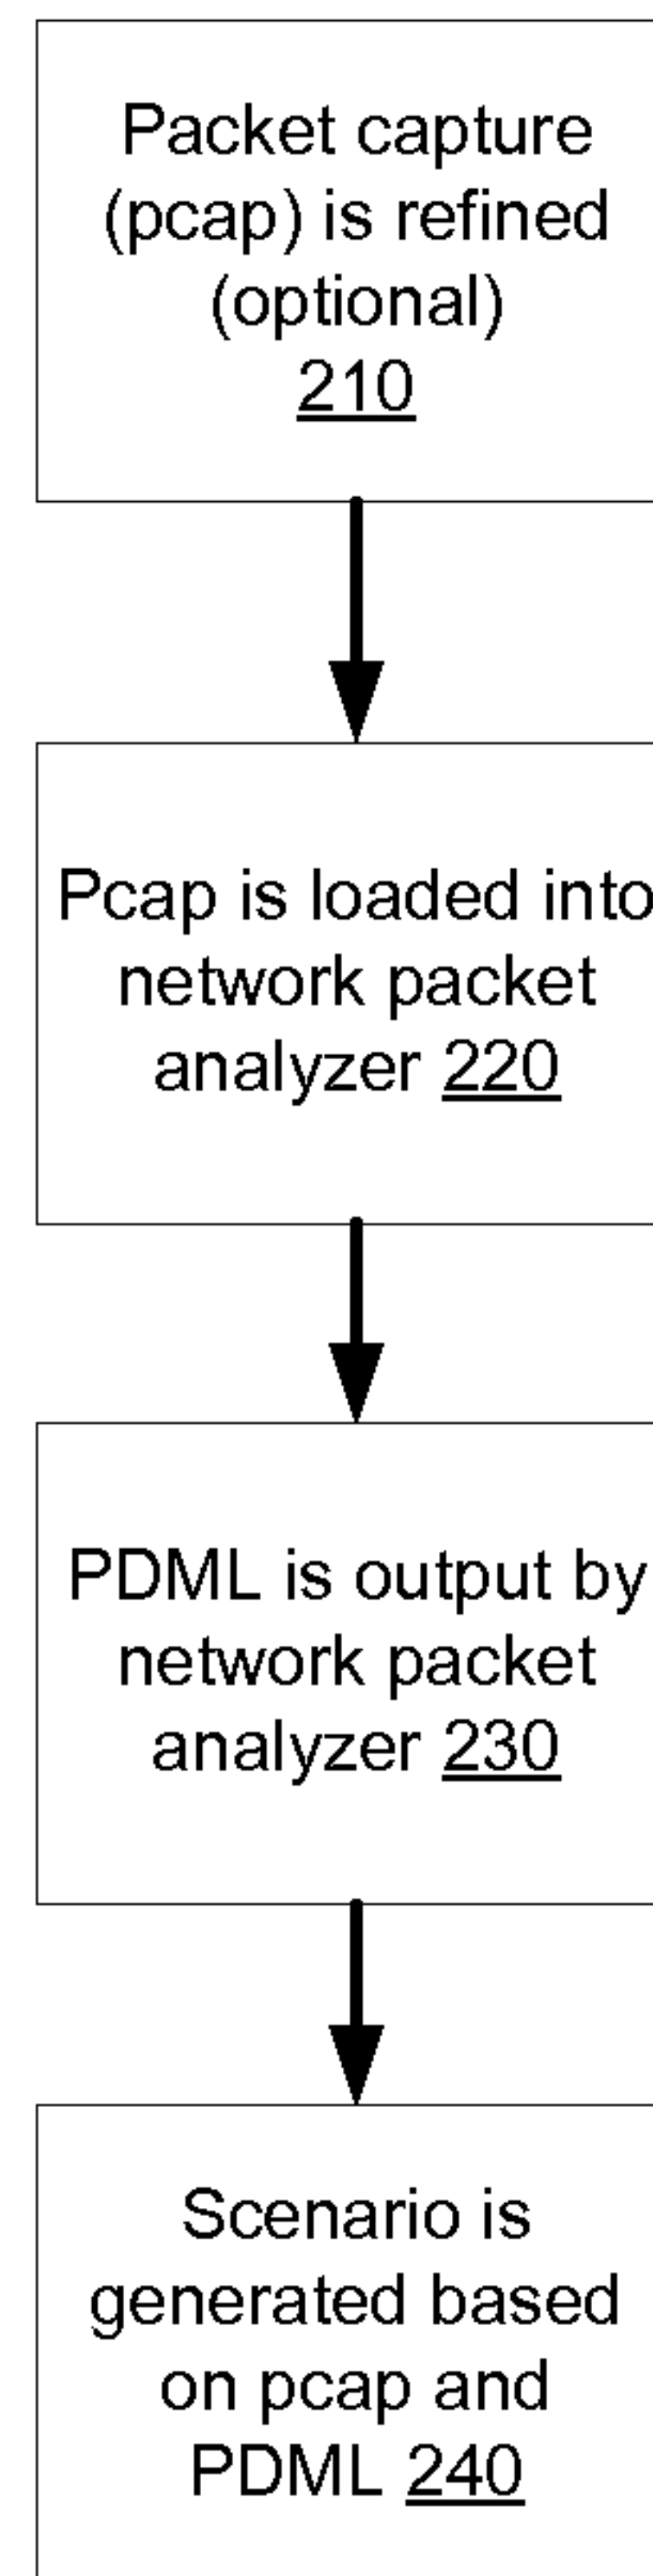 Packet capture
(pcap) is refined
(optional)
210
Pcap is loaded into
network packet
analyzer 220
PDML is output by
network packet
analyzer 230
Scenario is
generated based
on pcap and
PDML 240